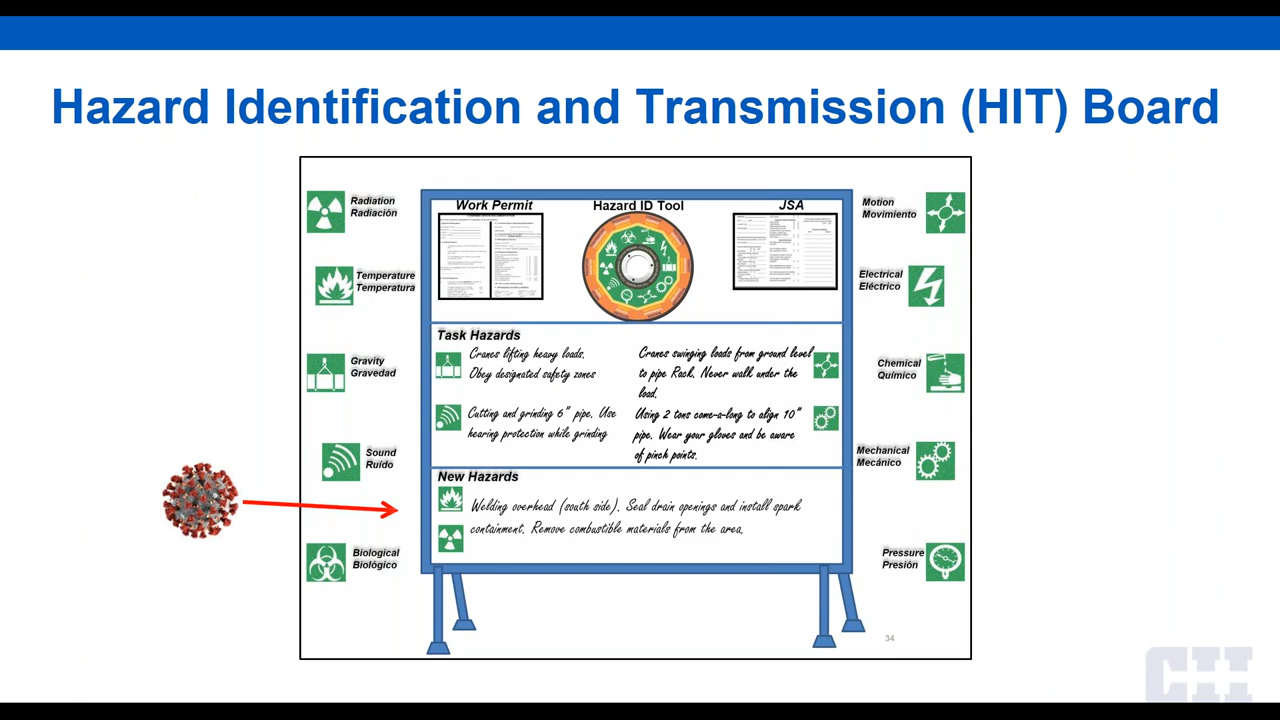 Hazard Identification and Transmission (HIT) Board
Radiation
Radiación
Temperature
Temperatura
Gravity
Gravedad
Sound
Ruído
Biological
Biológico
Work Permit
Hazard ID Tool
JSA
Task Hazards
Cranes lifting heavy loads.
Obey designated safety zones
Cutting and grinding 6" pipe. Use
hearing protection while grinding
Cranes swinging loads from ground level
to pipe Rack. Never walk under the
load.
Using 2 tons come-a-long to align 10"
pipe. Wear your gloves and be aware
of pinch points.
New Hazards
Welding overhead (south side). Seal drain openings and install spark
containment. Remove combustible materials from the area.
Motion
Movimiento
Electrical
Eléctrico
Chemical
Químico
Mechanical
Mecánico
Pressure
Presión
34
CII